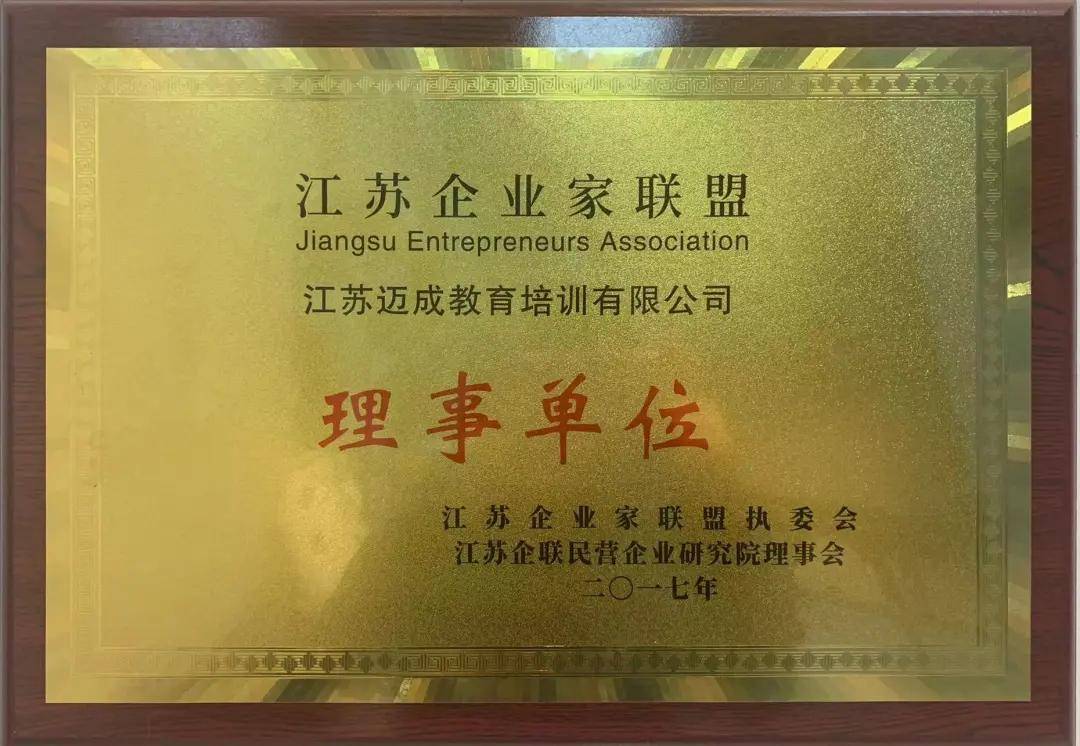 江苏企业家联盟
Jiangsu Entrepreneurs Association
江苏迈成教育培训有限公司
理事单位
江苏企业家联盟执委会
江苏企联民营企业研究院理事会
二〇一七年